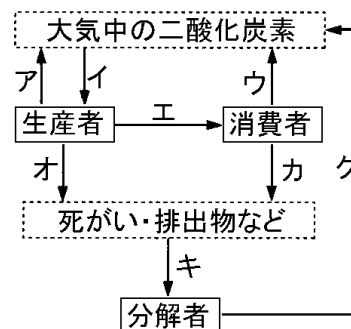 大気中の二酸化炭素
ア イ ウ
生産者 エ 消費者
オ カ ク
死がい・排出物など
キ
分解者